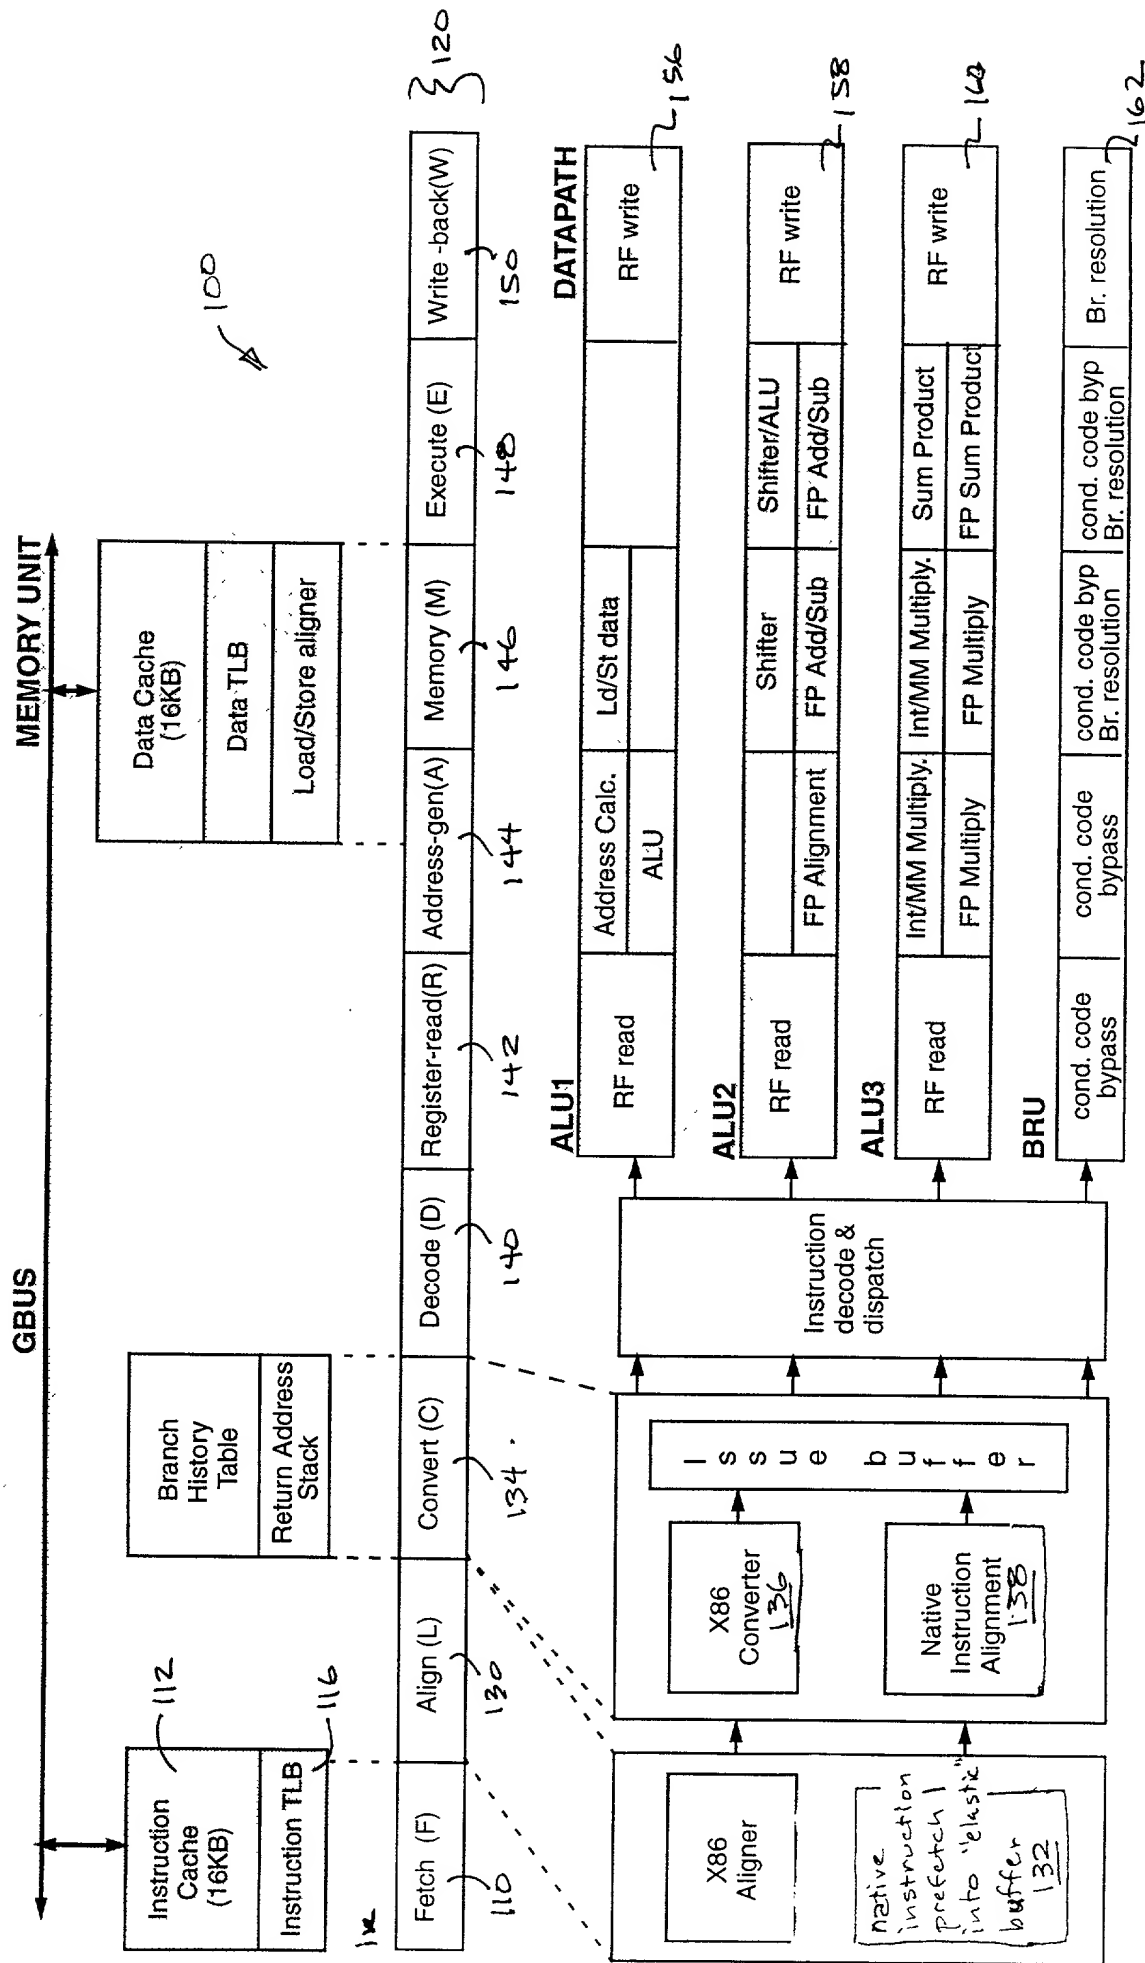 GBUS
MEMORY UNIT
Instruction
Cache
(16KB)
112
Instruction TLB
116
Branch
History
Table
Return Address
Stack
Data Cache
(16KB)
Data TLB
Load/Store aligner
100
Fetch (F)
110
Align (L)
130
Convert (C)
134
Decode (D)
140
Register-read(R)
142
Address-gen(A)
144
Memory (M)
146
Execute (E)
148
Write -back(W)
150
120
X86
Aligner
native
instruction
prefetch
into "elastic"
buffer
132
X86
Converter
136
Native
Instruction
Alignment
138
Issue buffer
Instruction
decode &
dispatch
DATAPATH
ALU1
RF read
Address Calc.
ALU
Ld/St data
RF write
156
ALU2
RF read
FP Alignment
Shifter
FP Add/Sub
Shifter/ALU
FP Add/Sub
RF write
158
ALU3
RF read
Int/MM Multiply.
FP Multiply
Int/MM Multiply.
FP Multiply
Sum Product
FP Sum Product
RF write
BRU
cond. code
bypass
cond. code
bypass
cond. code byp
Br. resolution
cond. code byp
Br. resolution
Br. resolution
162